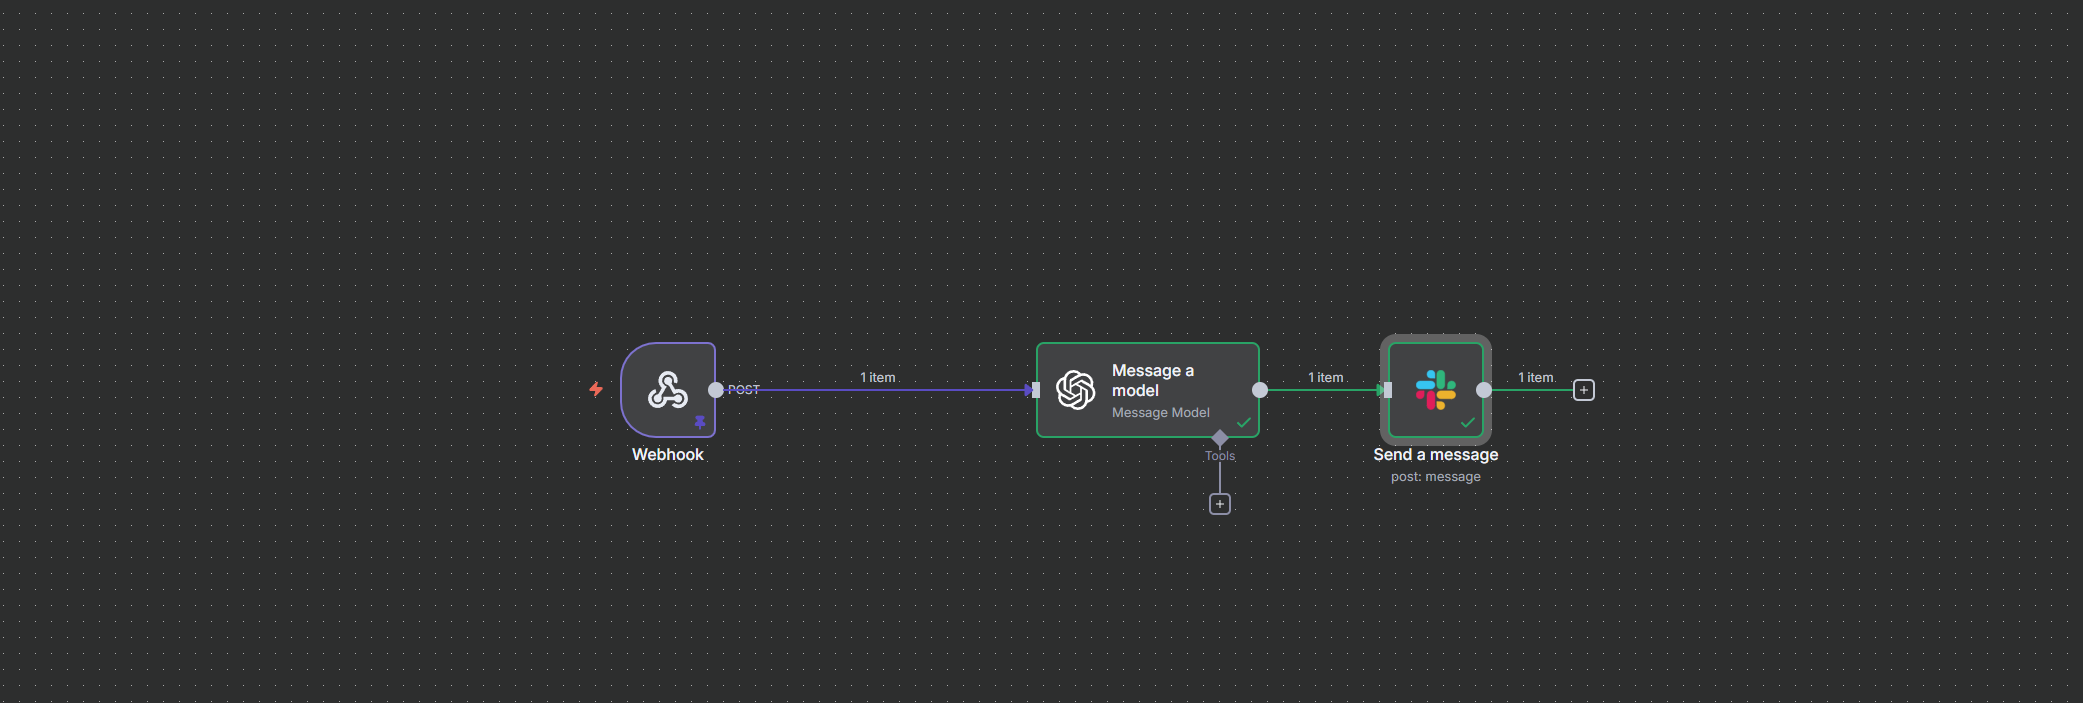 POST
1 item
Webhook
Message a
model
Message Model
Tools
1 item
Send a message
post: message
1 item